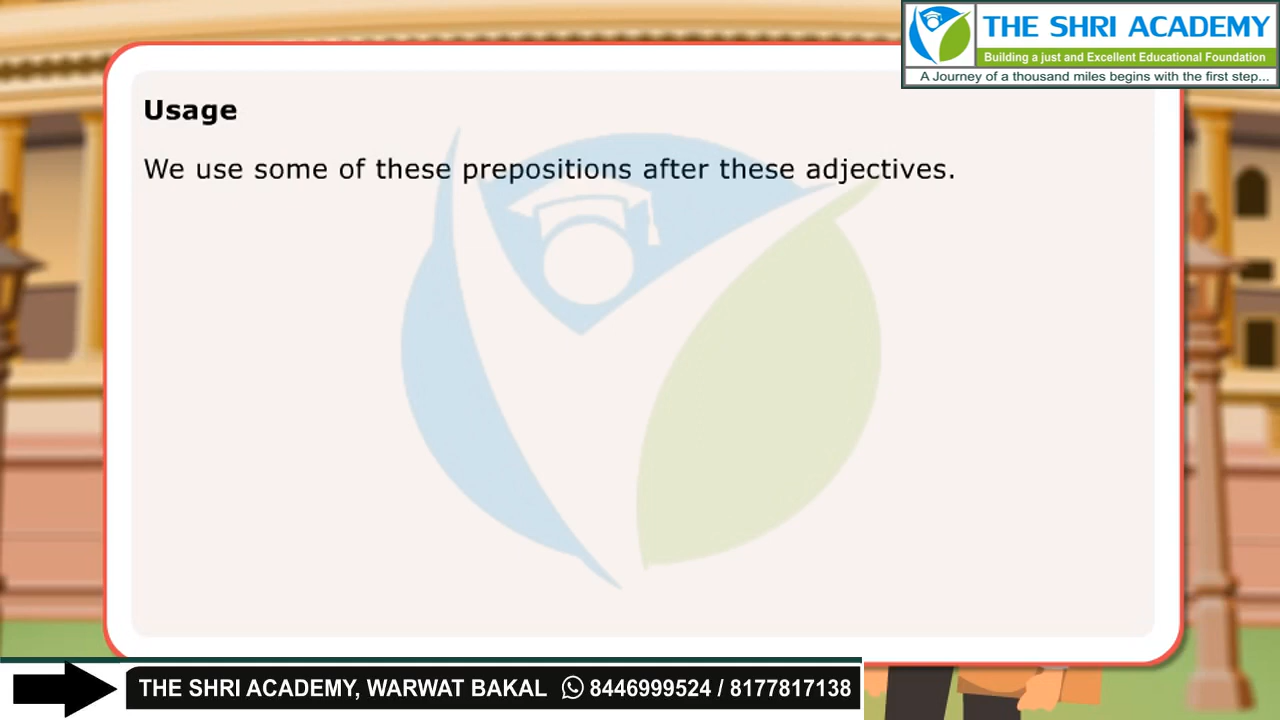 THE SHRI ACADEMY
Building a just and Excellent Educational Foundation
A Journey of a thousand miles begins with the first step...
Usage
We use some of these prepositions after these adjectives.
THE SHRI ACADEMY, WARWAT BAKAL 8446999524 / 8177817138